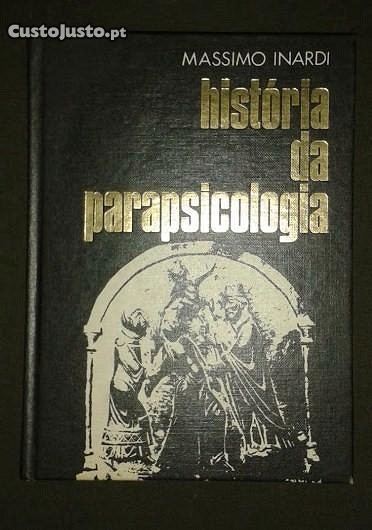 CustoJusto.pt
MASSIMO INARDI
história
da
parapsicologia